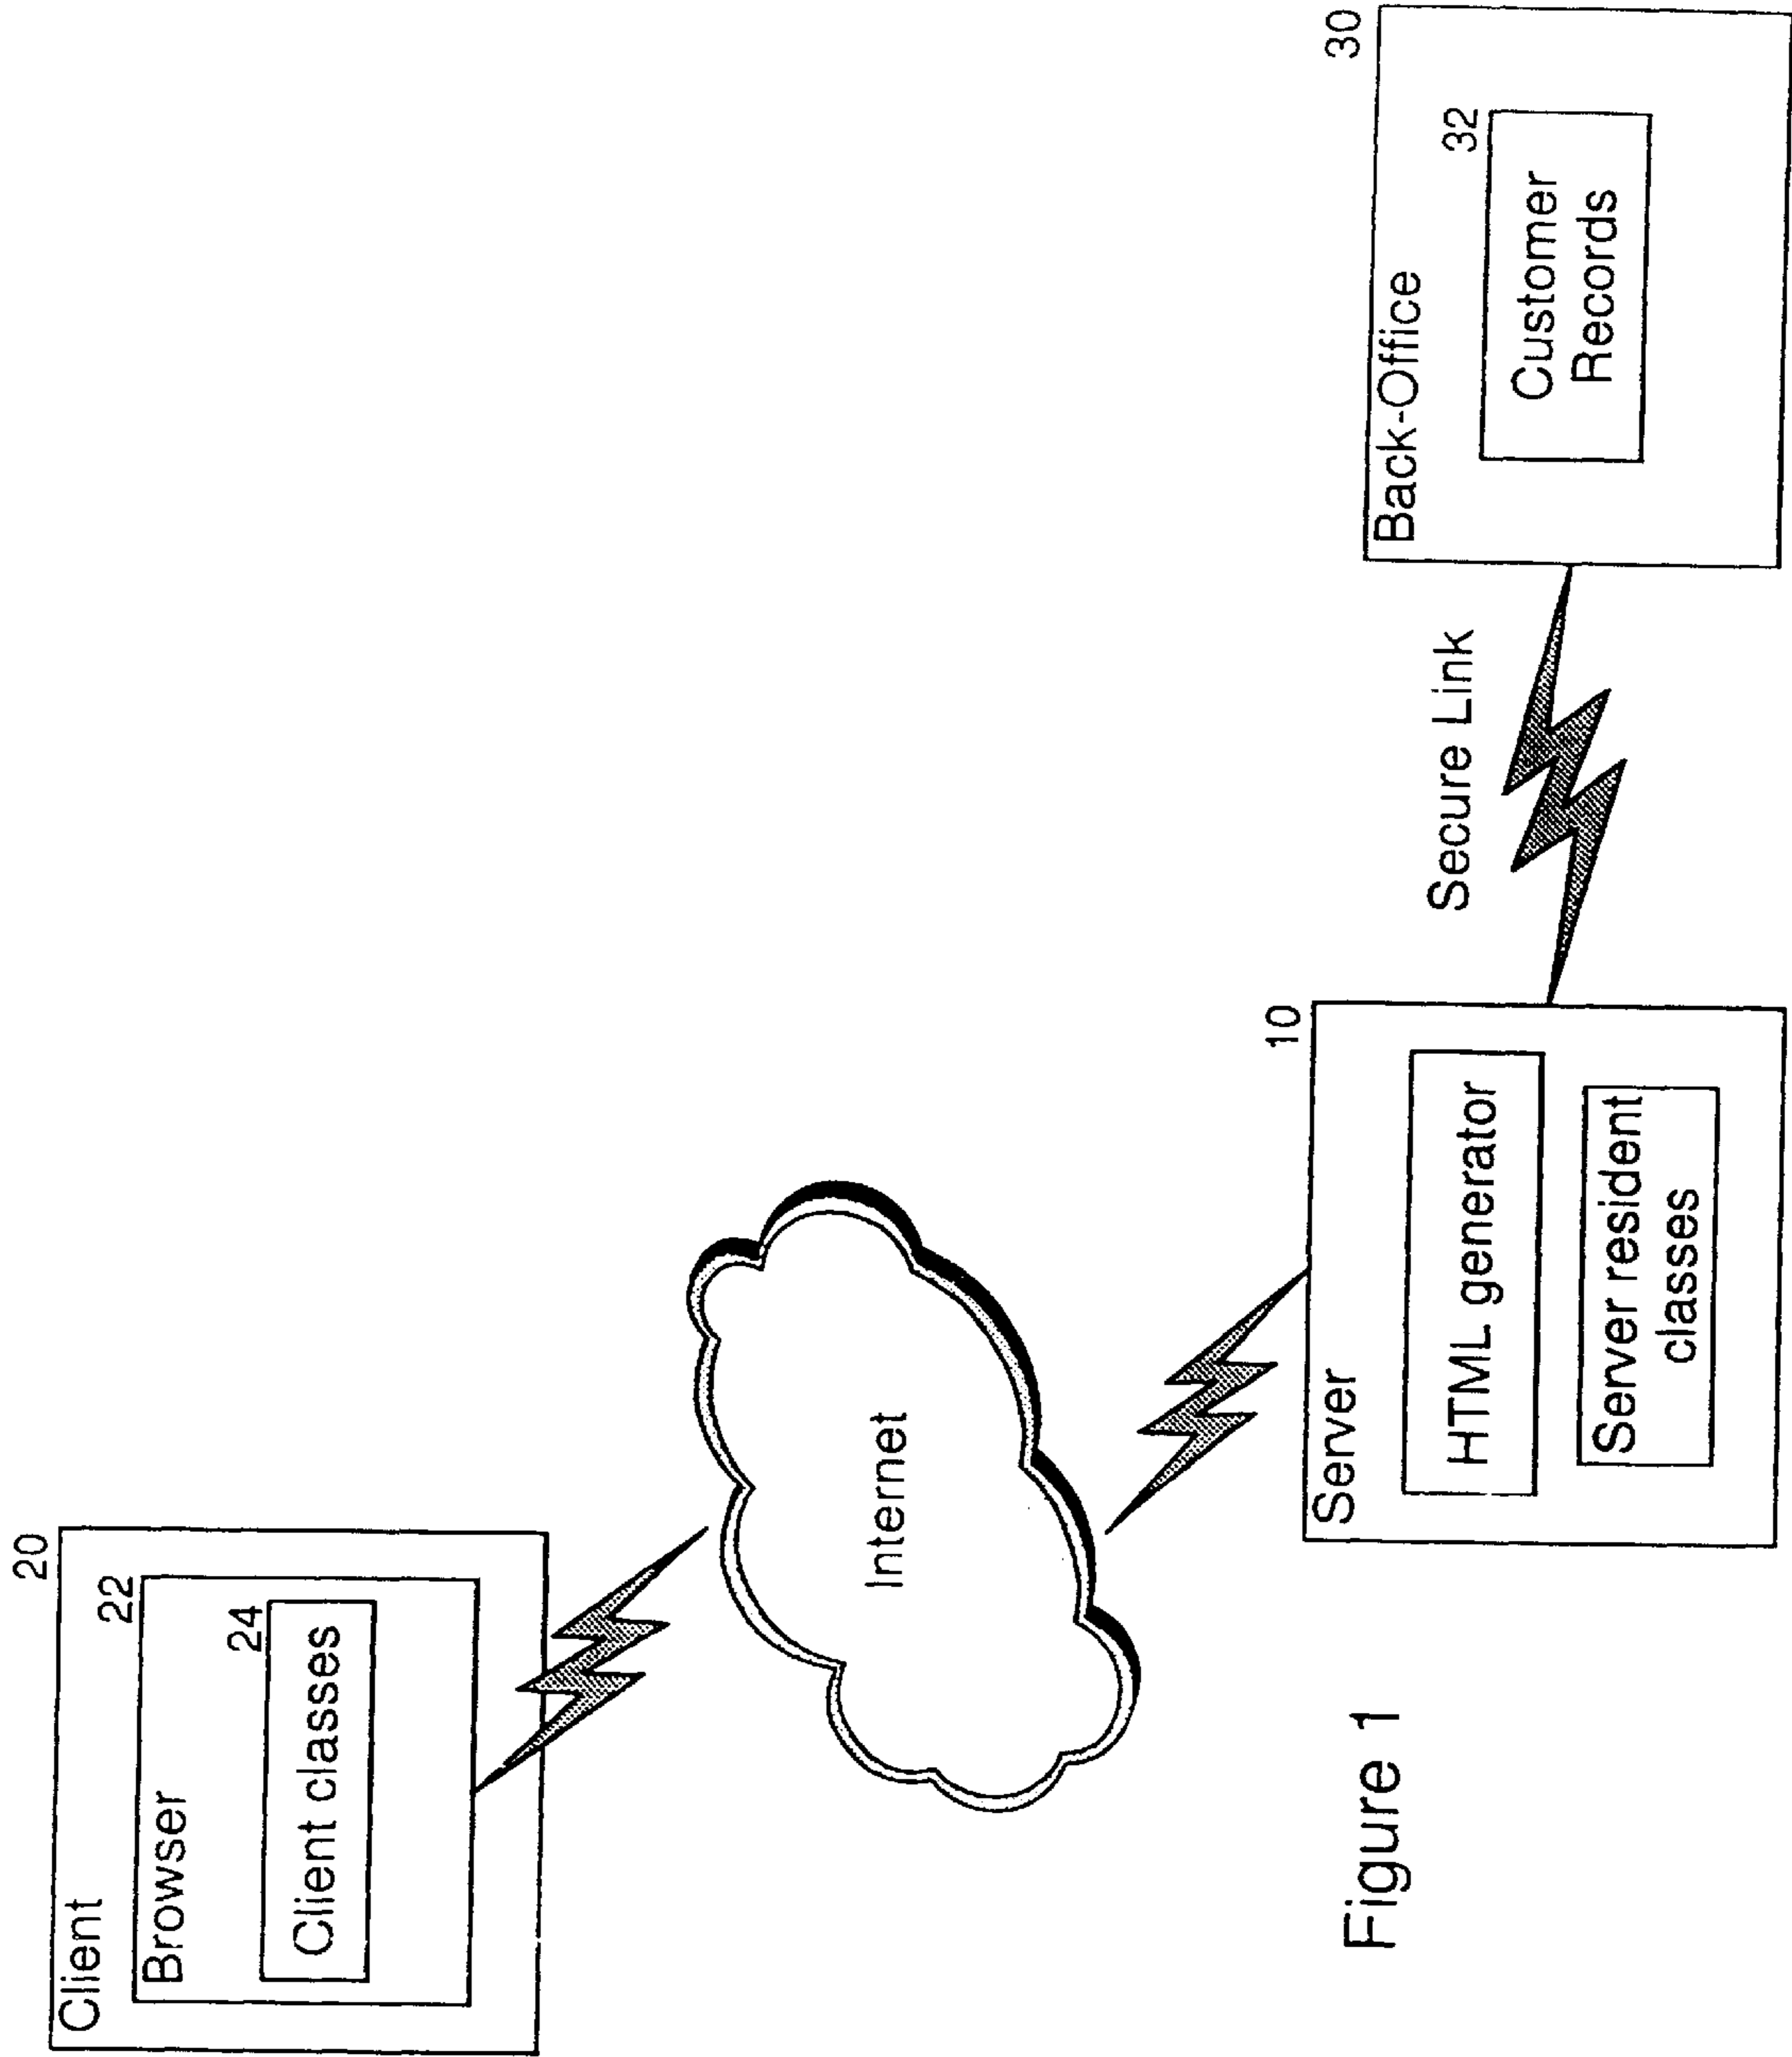 Client
20
Browser
22
Client classes
24
Internet
Server
10
HTML generator
Server resident
classes
Secure Link
Back-Office
30
Customer
Records
32
Figure 1